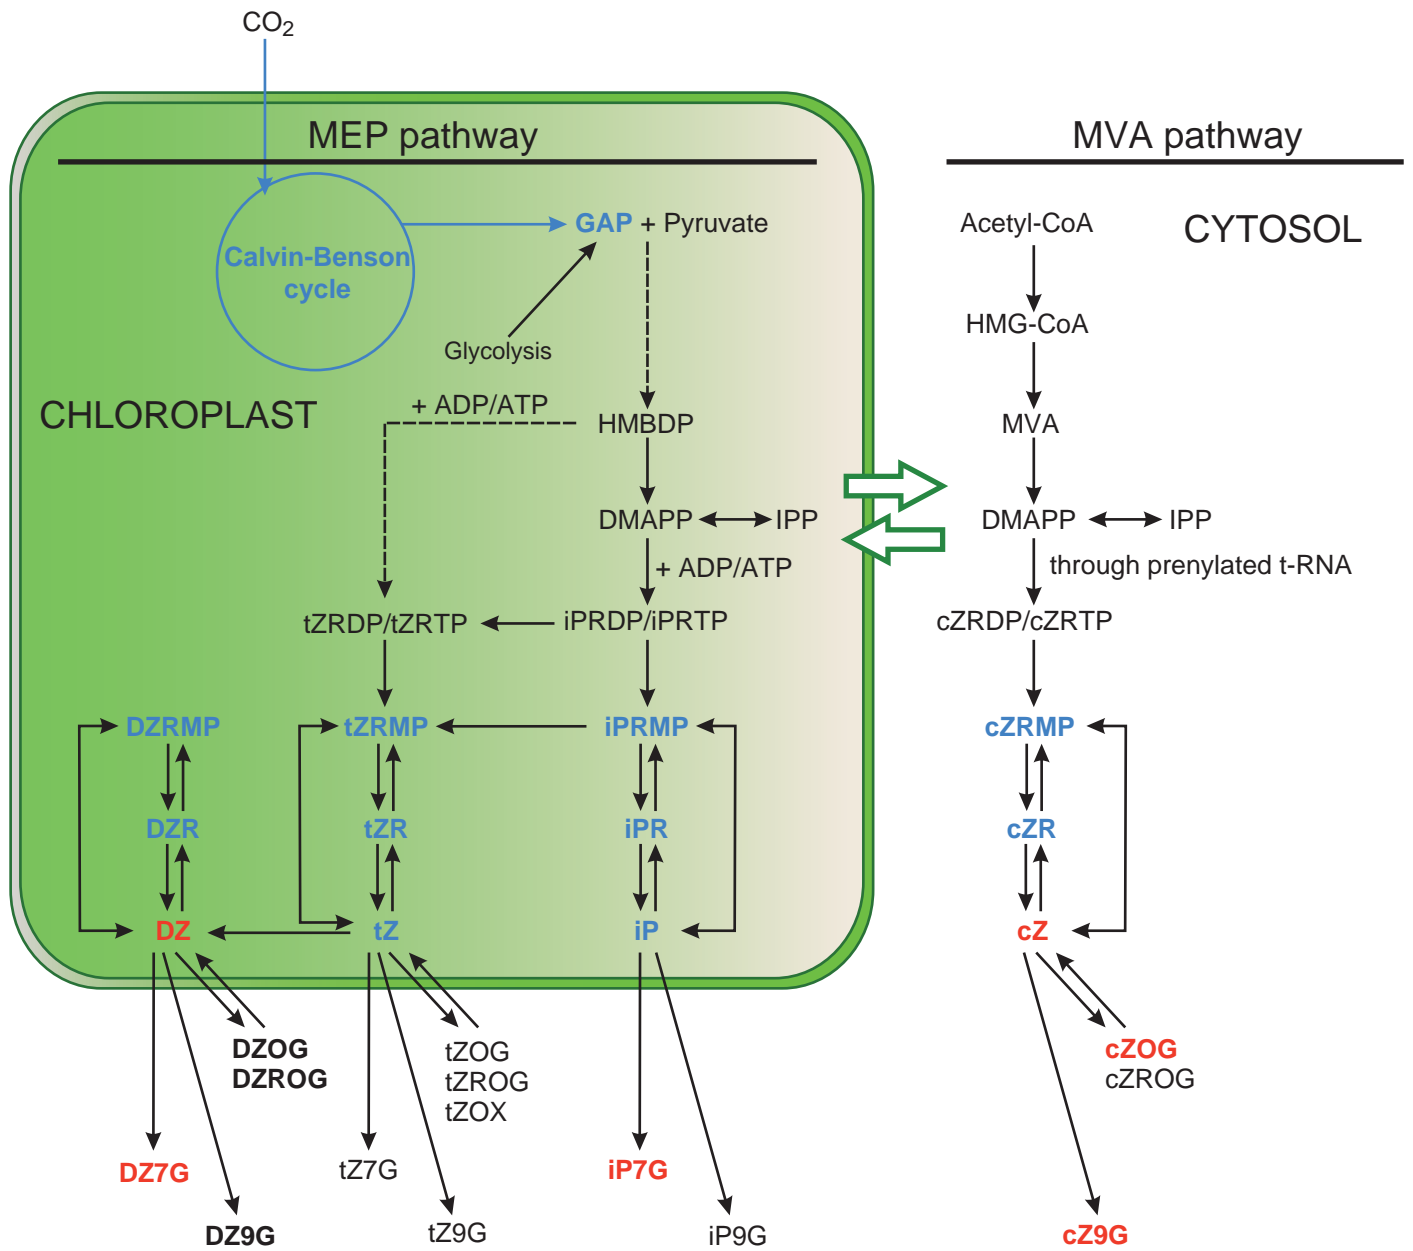 CO2
MEP pathway
MVA pathway
GAP + Pyruvate
Acetyl-CoA
CYTOSOL
Calvin-Benson
cycle
HMG-CoA
Glycolysis
CHLOROPLAST
+ ADP/ATP
HMBDP
MVA
DMAPP
IPP
DMAPP
IPP
+ ADP/ATP
through prenylated t-RNA
tZRDP/tZRTP
iPRDP/iPRTP
cZRDP/cZRTP
DZRMP
tZRMP
iPRMP
cZRMP
DZR
tZR
iPR
cZR
DZ
tZ
iP
cZ
DZOG
DZROG
tZOG
tZROG
tZOX
cZOG
cZROG
DZ7G
tZ7G
iP7G
DZ9G
tZ9G
iP9G
cZ9G